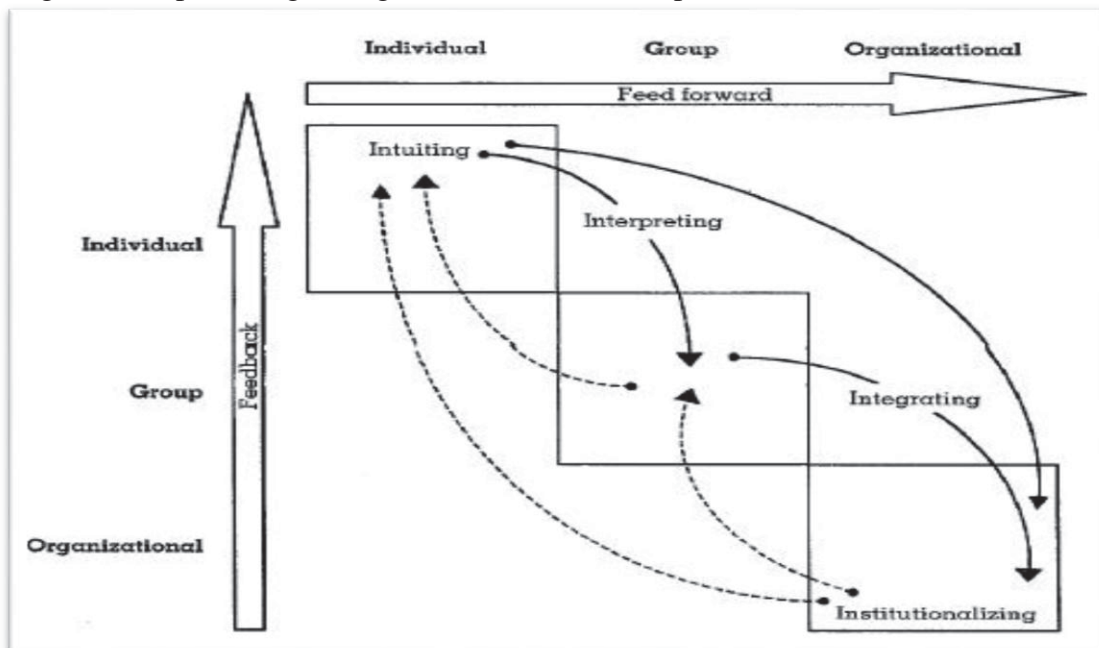 Individual Group Organizational
Feed forward
Intuiting
Interpreting
Individual
Feedback
Group
Integrating
Organizational
Institutionalizing